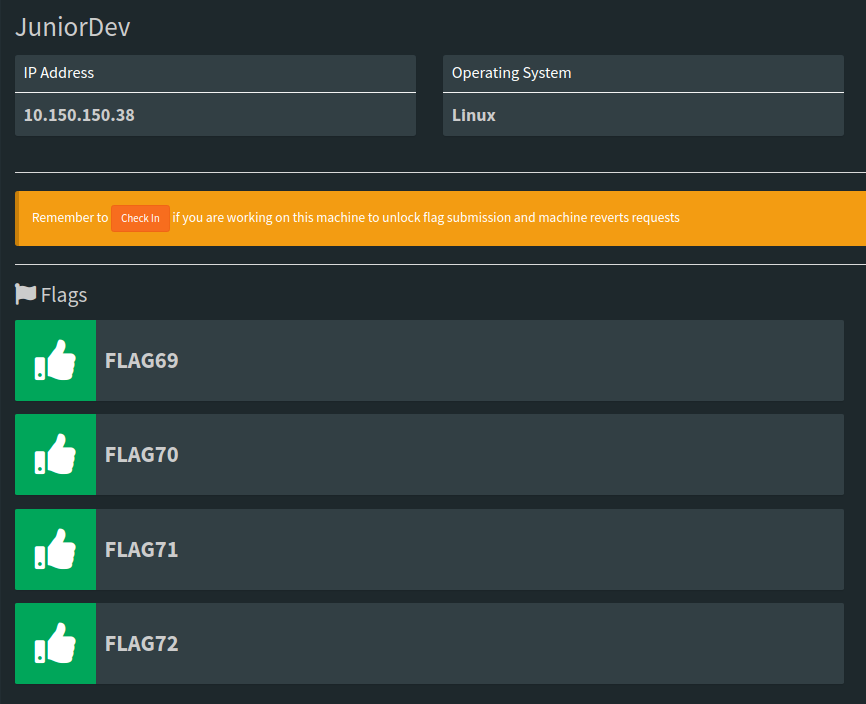 JuniorDev
IP Address
10.150.150.38
Operating System
Linux
Remember to Check In if you are working on this machine to unlock flag submission and machine reverts requests
Flags
FLAG69
FLAG70
FLAG71
FLAG72